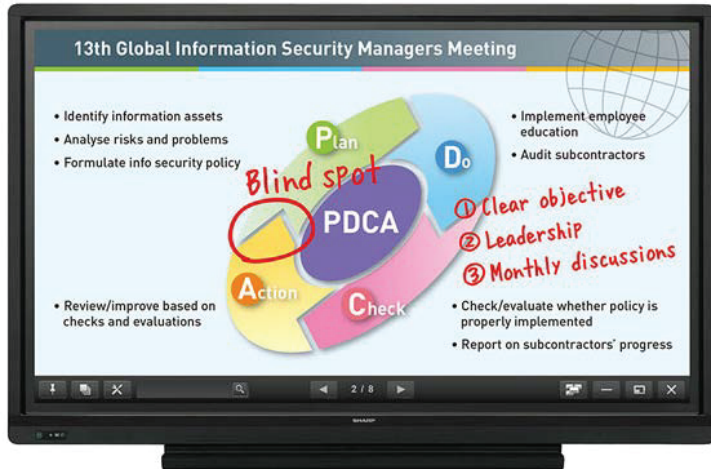 13th Global Information Security Managers Meeting
• Identify information assets
• Analyse risks and problems
• Formulate info security policy
Plan
Do
• Implement employee
education
• Audit subcontractors
Blind spot
PDCA
① Clear objective
② Leadership
③ Monthly discussions
Action
Check
• Review/improve based on
checks and evaluations
• Check/evaluate whether policy is
properly implemented
• Report on subcontractors' progress
2 / 8
SHARP